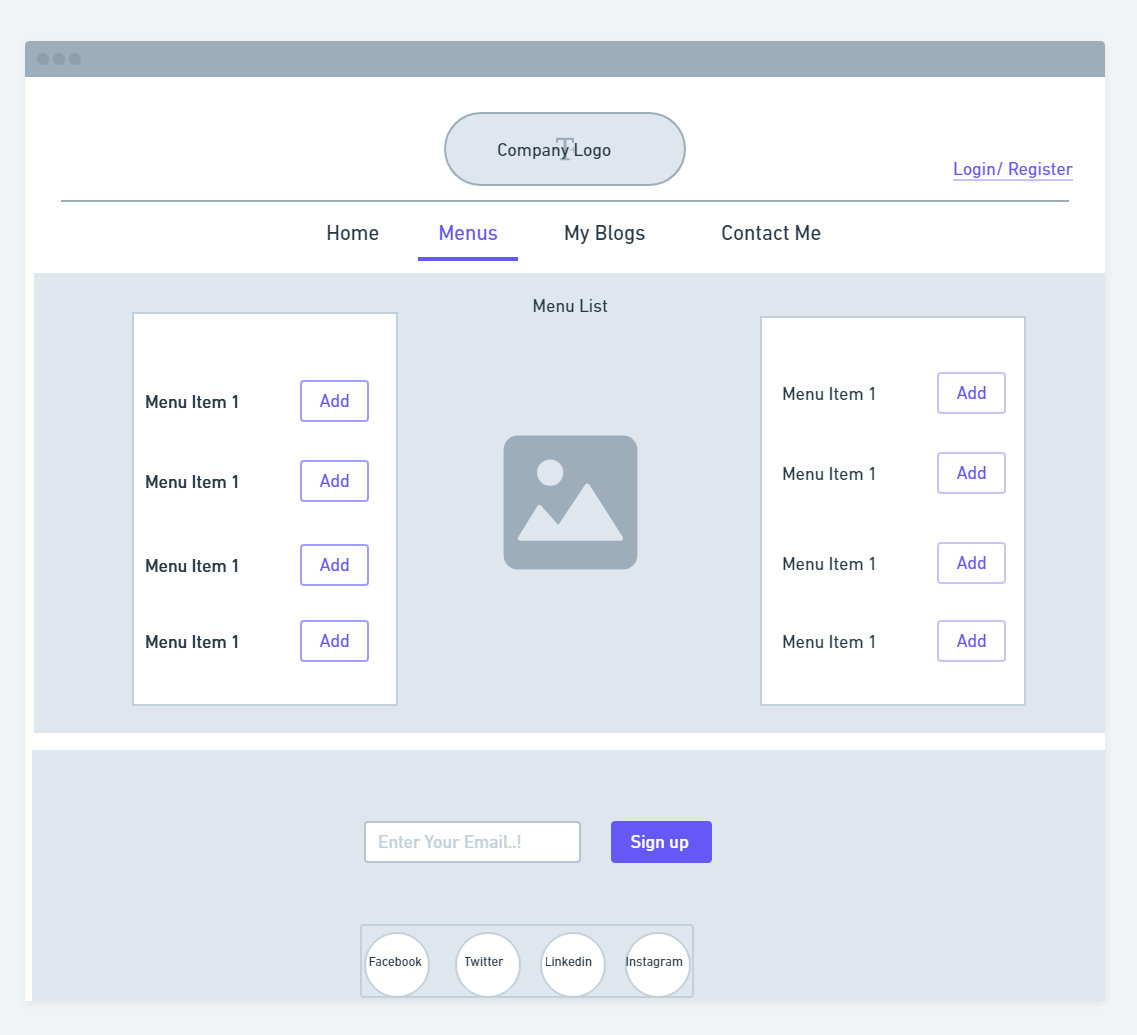 Company Logo
T
Login/ Register
Home Menus My Blogs Contact Me
Menu List
Menu Item 1 Add
Menu Item 1 Add
Menu Item 1 Add
Menu Item 1 Add
Menu Item 1 Add
Menu Item 1 Add
Menu Item 1 Add
Menu Item 1 Add
Enter Your Email..! Sign up
Facebook Twitter Linkedin Instagram